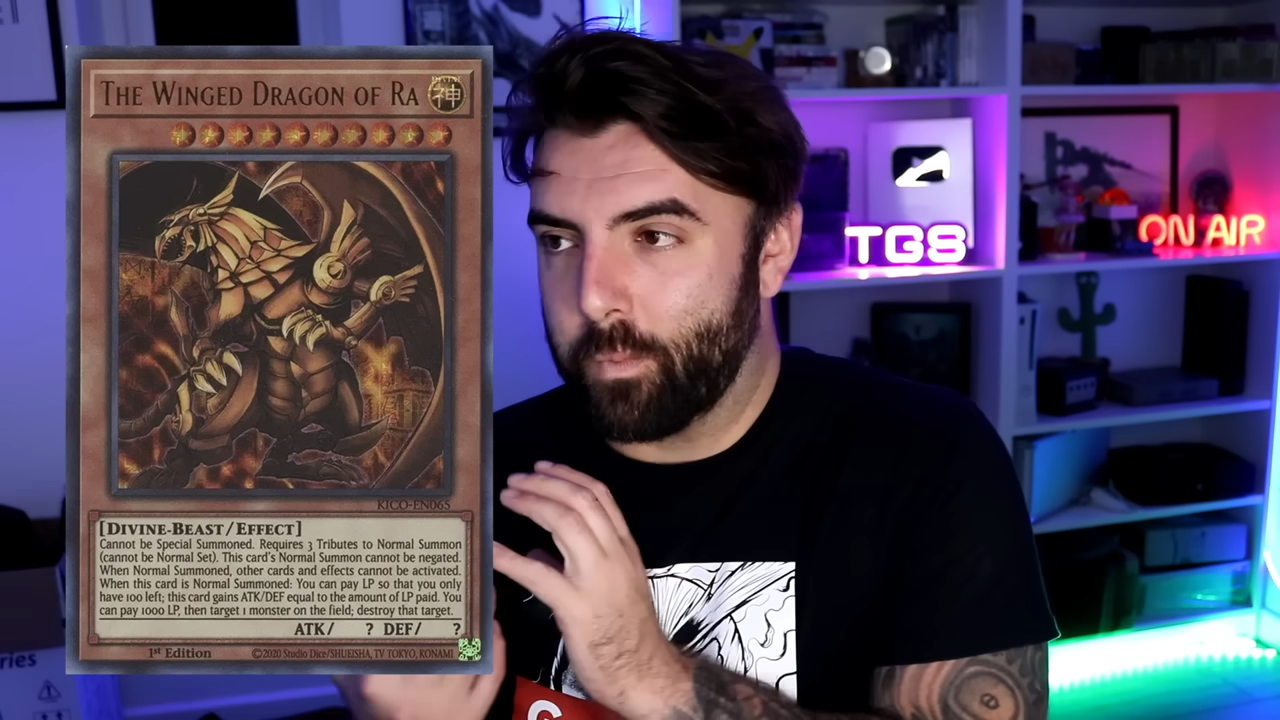 THE WINGED DRAGON OF RA
DIVINE
神
KICO-EN065
[DIVINE-BEAST/EFFECT]
Cannot be Special Summoned. Requires 3 Tributes to Normal Summon
(cannot be Normal Set). This card's Normal Summon cannot be negated.
When Normal Summoned, other cards and effects cannot be activated.
When this card is Normal Summoned: You can pay LP so that you only
have 100 left; this card gains ATK/DEF equal to the amount of LP paid. You
can pay 1000 LP, then target 1 monster on the field; destroy that target.
ATK/ ? DEF/ ?
1st Edition
©2020 Studio Dice/SHUEISHA, TV TOKYO, KONAMI
TGS
ON AIR
ries
G